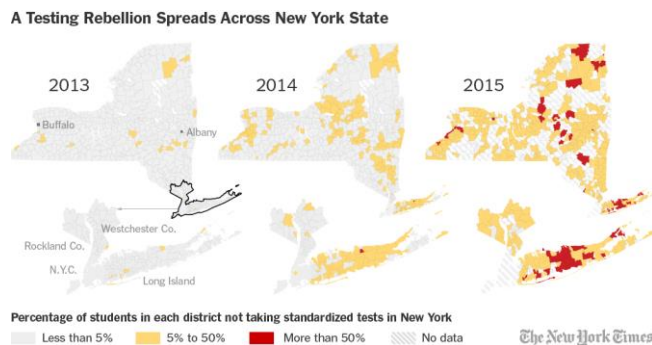 A Testing Rebellion Spreads Across New York State
2013
2014
2015
Buffalo
Albany
Westchester Co.
Rockland Co.
N.Y.C.
Long Island
Percentage of students in each district not taking standardized tests in New York
Less than 5%
5% to 50%
More than 50%
No data
The New York Times